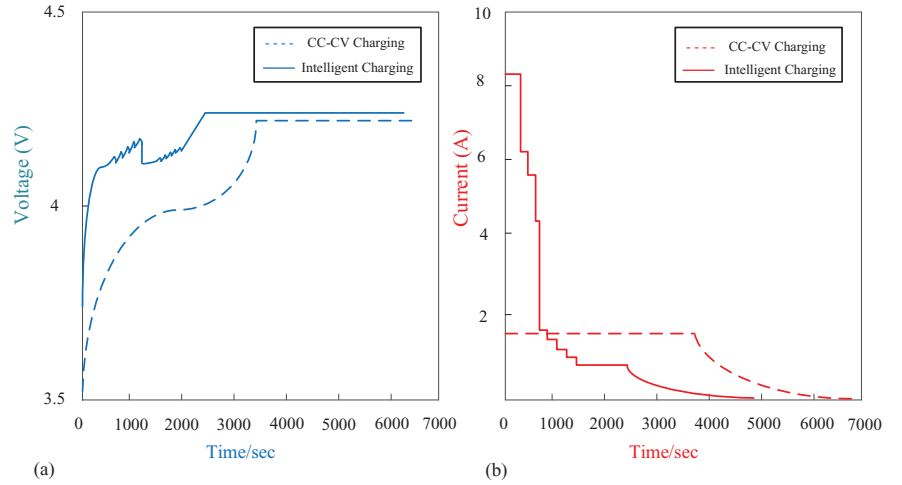 4.5
CC-CV Charging
Intelligent Charging
Voltage (V)
4
3.5
0
1000
2000
3000
4000
5000
6000
7000
Time/sec
(a)
10
CC-CV Charging
Intelligent Charging
8
Current (A)
6
4
2
0
1000
2000
3000
4000
5000
6000
7000
Time/sec
(b)